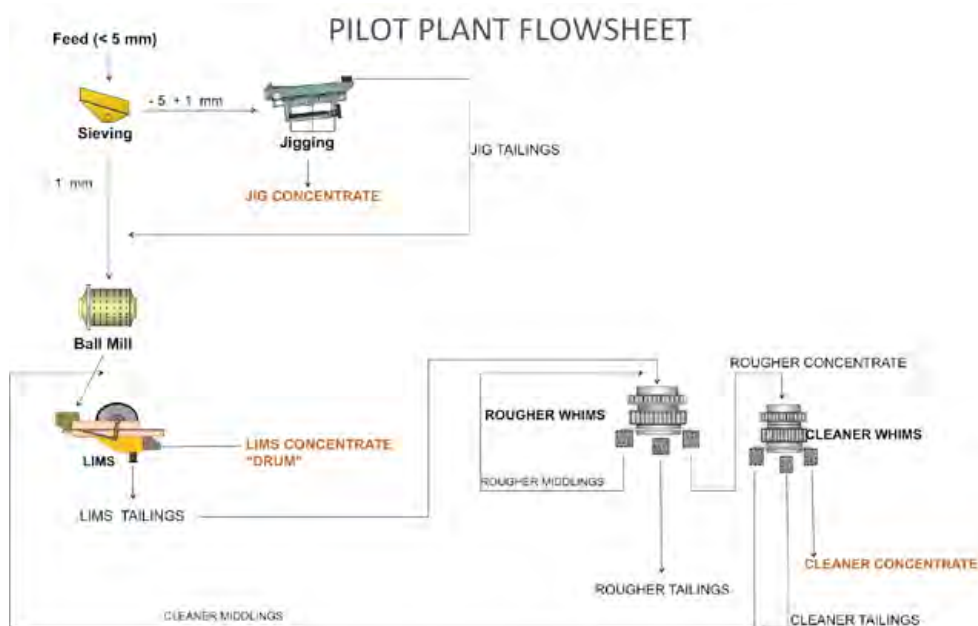 PILOT PLANT FLOWSHEET
Feed (< 5 mm)
- 5 + 1 mm
Sieving
Jigging
JIG TAILINGS
- 1 mm
JIG CONCENTRATE
Ball Mill
ROUGHER CONCENTRATE
ROUGHER WHIMS
CLEANER WHIMS
LIMS CONCENTRATE
"DRUM"
LIMS
ROUGHER MIDDLINGS
LIMS TAILINGS
CLEANER CONCENTRATE
ROUGHER TAILINGS
CLEANER MIDDLINGS
CLEANER TAILINGS